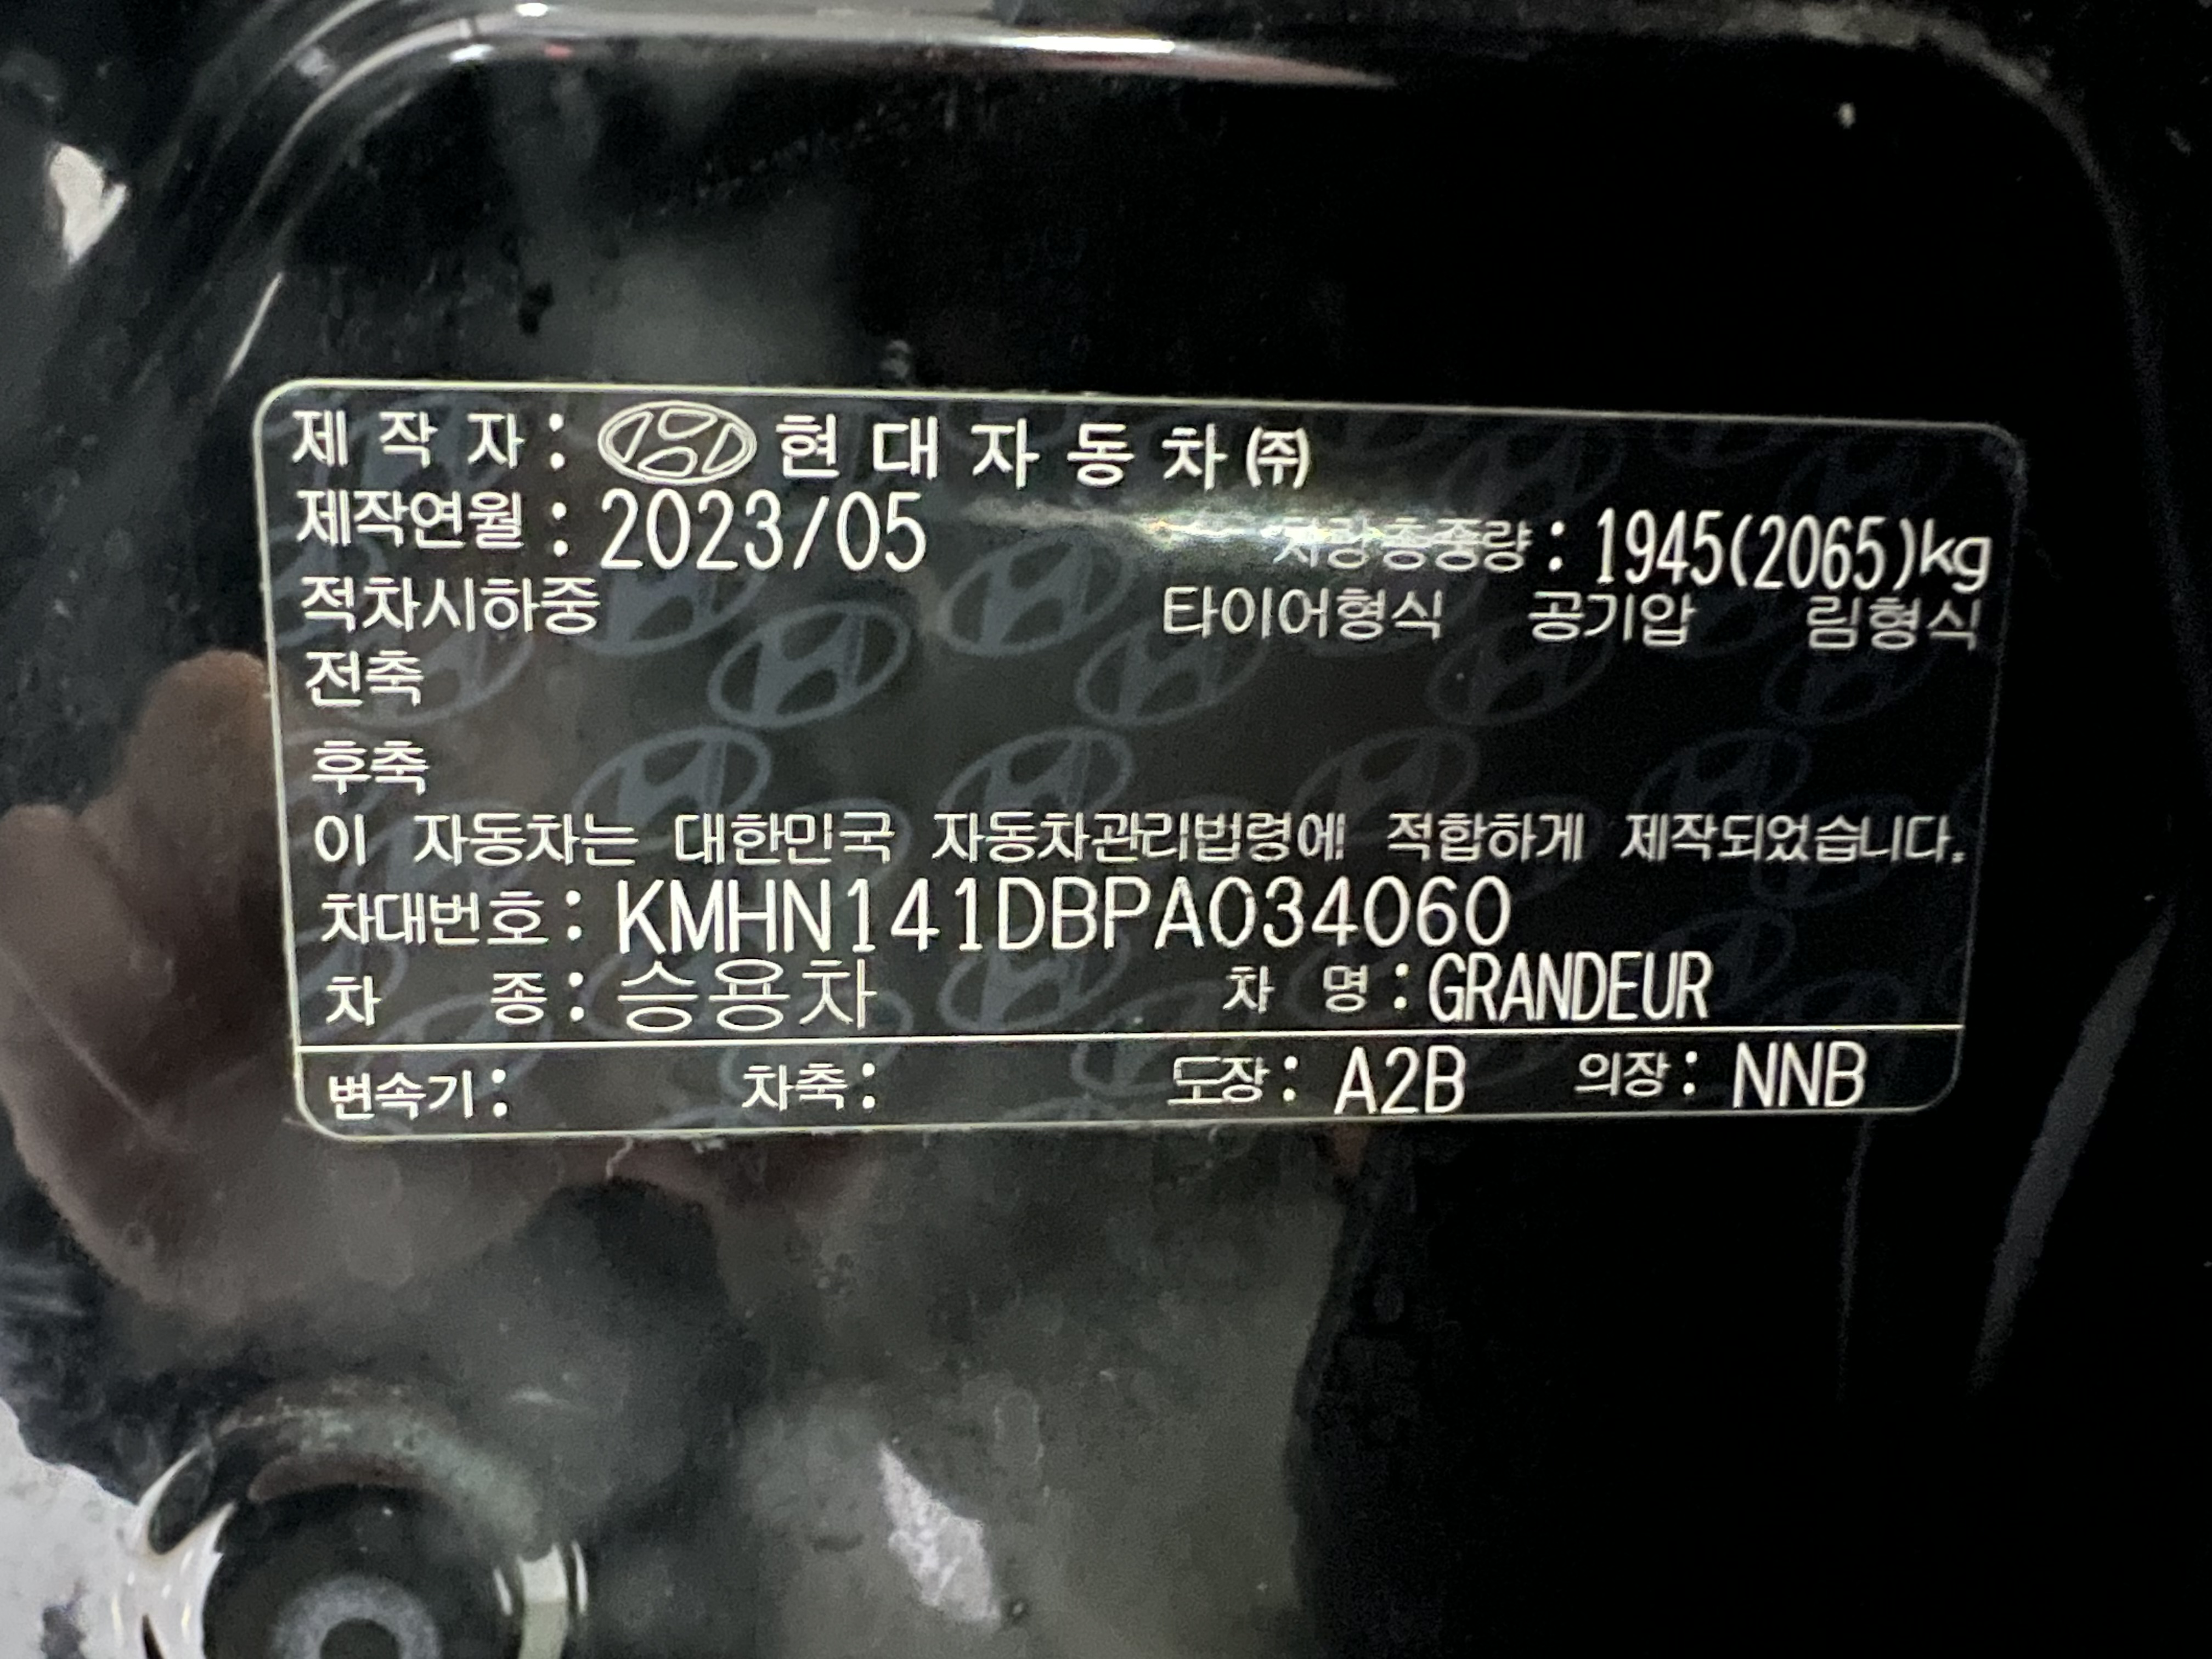 제 작 자 : 현 대 자 동 차 ㈜
제작연월 : 2023/05 차량총중량 : 1945(2065)kg
적차시하중 타이어형식 공기압 림형식
전축
후축
이 자동차는 대한민국 자동차관리법령에 적합하게 제작되었습니다.
차대번호 : KMHN141DBPA034060
차 종 : 승용차 차 명 : GRANDEUR
변속기 : 차축 : 도장 : A2B 의장 : NNB